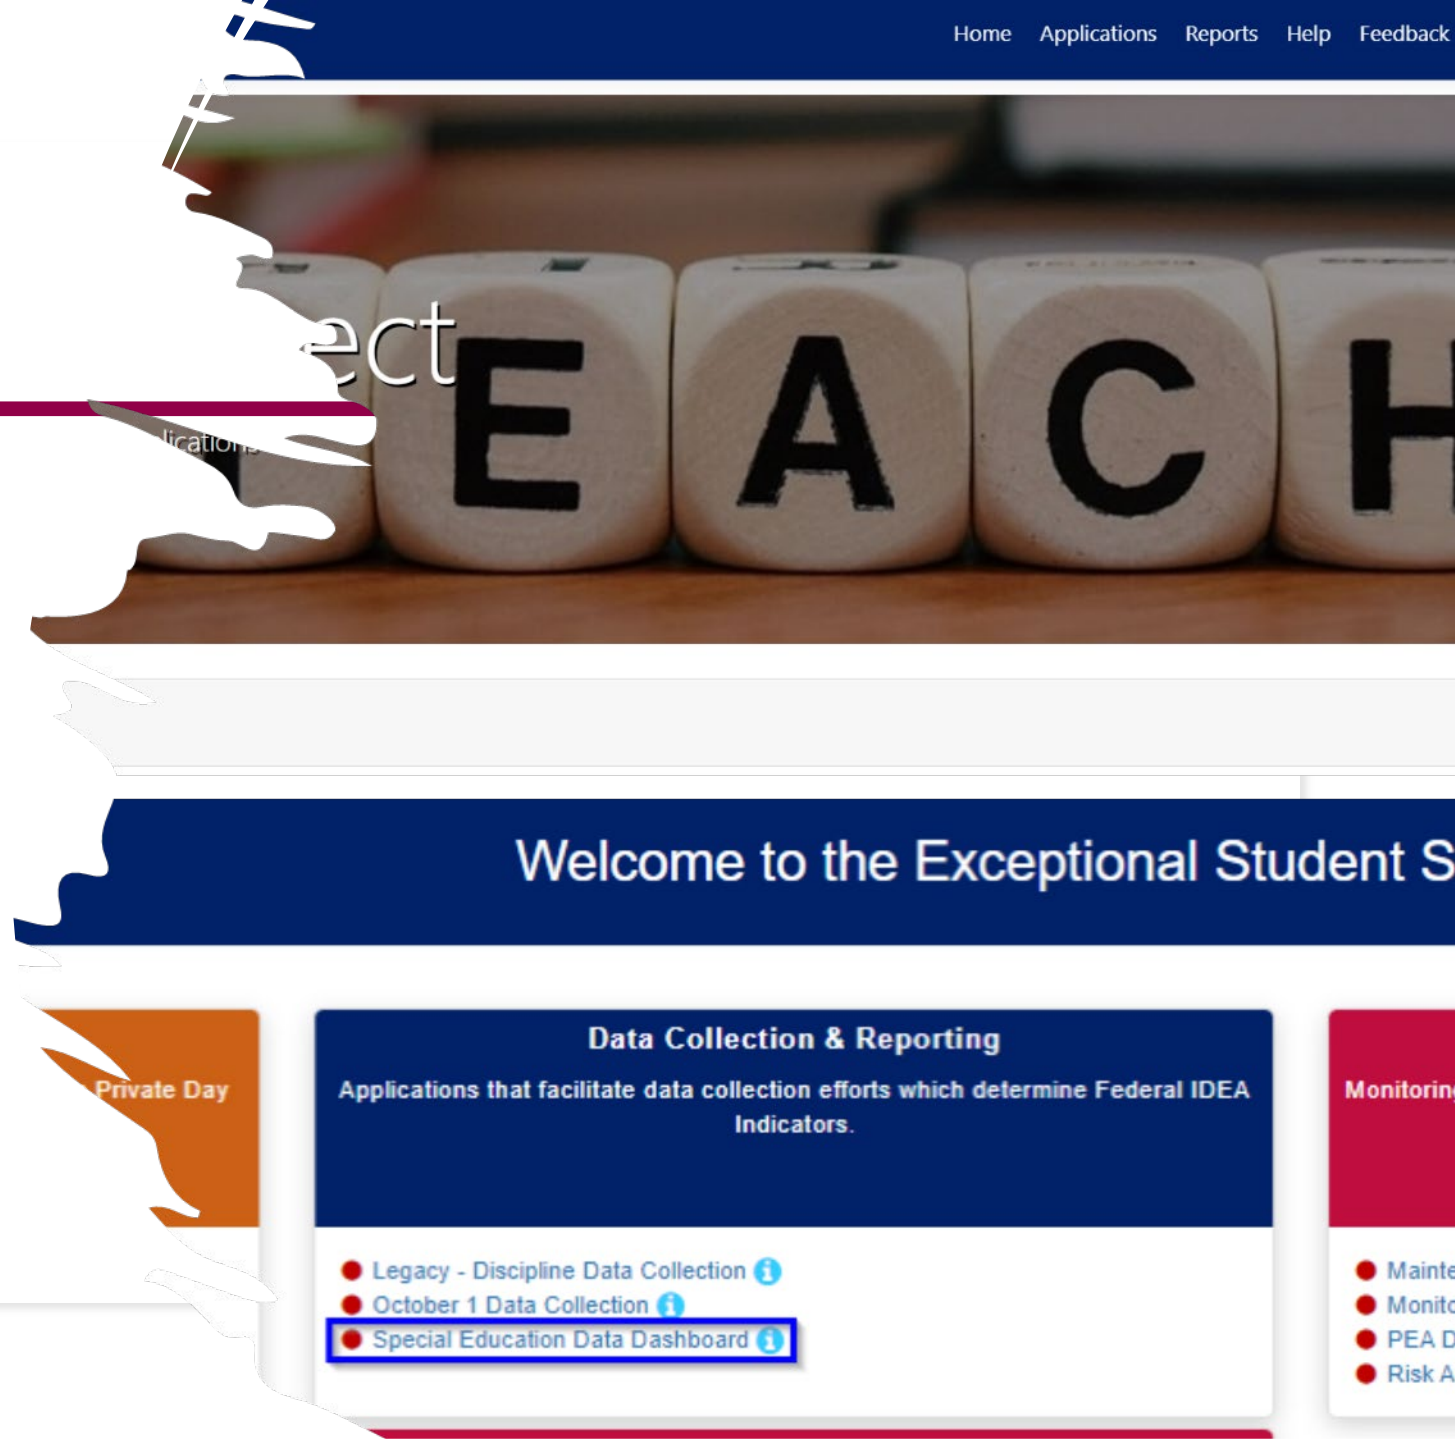 Home Applications Reports Help Feedback
ect
E A C H
lications
Welcome to the Exceptional Student S
Private Day
Data Collection & Reporting
Applications that facilitate data collection efforts which determine Federal IDEA
Indicators.
Monitoring
Legacy - Discipline Data Collection
October 1 Data Collection
Special Education Data Dashboard
Mainte
Monito
PEA D
Risk A